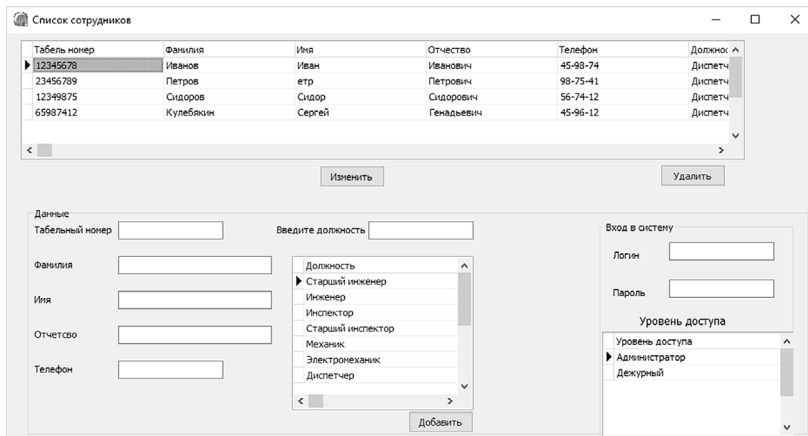 Список сотрудников
Табель номер Фамилия Имя Отчество Телефон Должнос
12345678 Иванов Иван Иванович 45-98-74 Диспетч
23456789 Петров етр Петрович 98-75-41 Диспетч
12349875 Сидоров Сидор Сидорович 56-74-12 Диспетч
65987412 Кулебякин Сергей Генадьевич 45-96-12 Диспетч
Изменить Удалить
Данные
Табельный номер Введите должность Вход в систему
Логин
Фамилия Должность
Старший инженер
Имя Инженер Пароль
Инспектор
Отчетсво Старший инспектор Уровень доступа
Механик Уровень доступа
Телефон Электромеханик Администратор
Диспетчер Дежурный
Добавить